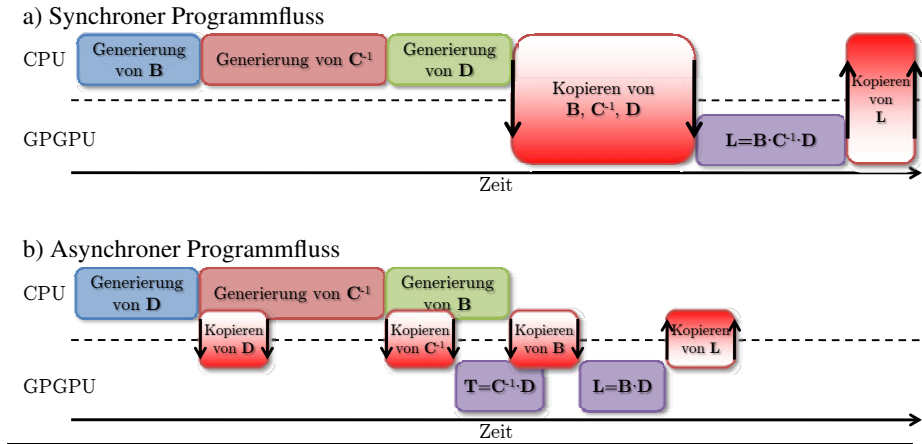 a) Synchroner Programmfluss
CPU
Generierung
von B
Generierung von C⁻¹
Generierung
von D
Kopieren von
B, C⁻¹, D
Kopieren
von
L
GPGPU
L=B·C⁻¹·D
Zeit
b) Asynchroner Programmfluss
CPU
Generierung
von D
Generierung von C⁻¹
Generierung
von B
Kopieren
von D
Kopieren
von C⁻¹
Kopieren
von B
Kopieren
von L
GPGPU
T=C⁻¹·D
L=B·D
Zeit